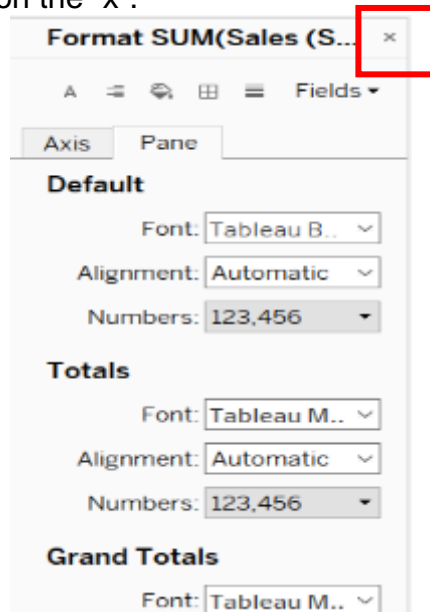 on the "x".
Format SUM(Sales (S... ×
A Fields
Axis Pane
Default
Font: Tableau B..
Alignment: Automatic
Numbers: 123,456
Totals
Font: Tableau M..
Alignment: Automatic
Numbers: 123,456
Grand Totals
Font: Tableau M..